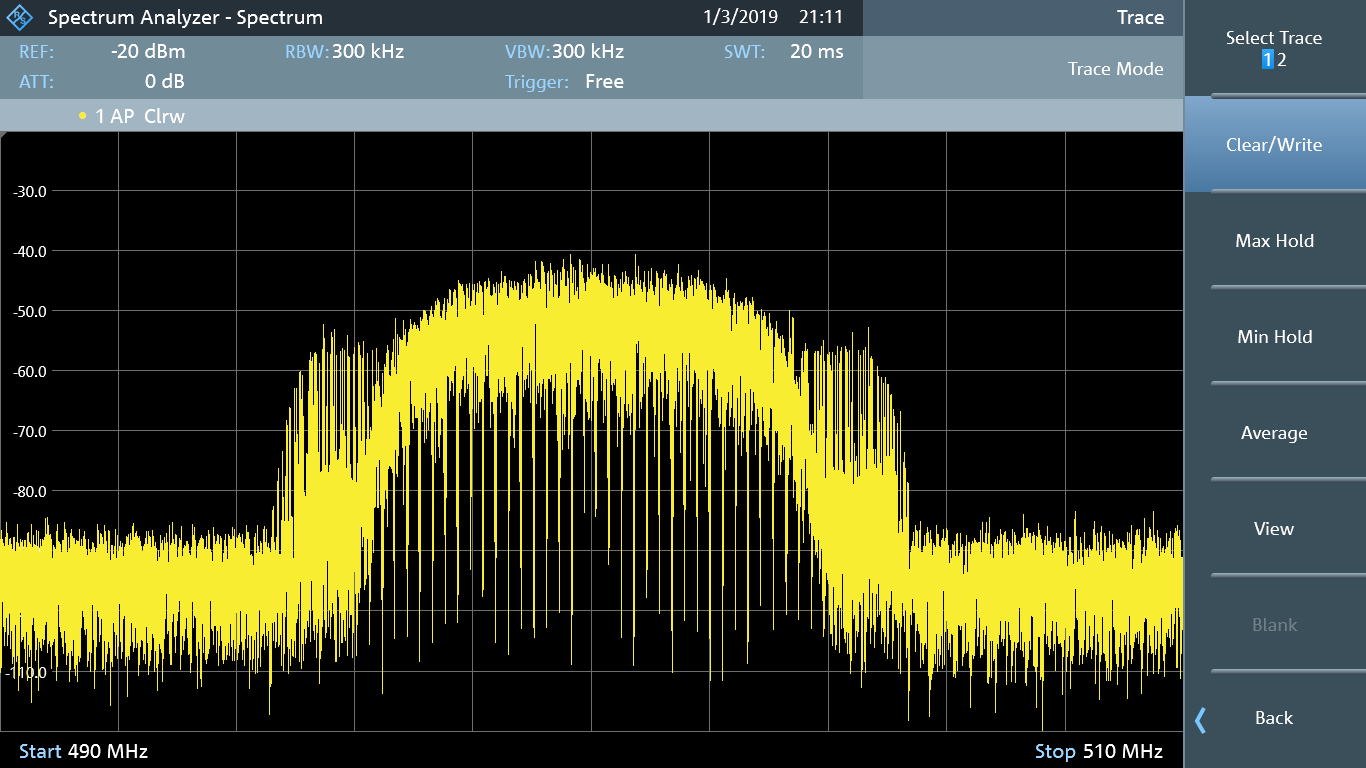 Spectrum Analyzer - Spectrum 1/3/2019 21:11 Trace
REF: -20 dBm RBW: 300 kHz VBW: 300 kHz SWT: 20 ms
ATT: 0 dB Trigger: Free
Trace Mode
1 AP Clrw
-30.0
-40.0
-50.0
-60.0
-70.0
-80.0
-110.0
Start 490 MHz Stop 510 MHz
Select Trace
1 2
Clear/Write
Max Hold
Min Hold
Average
View
Blank
Back